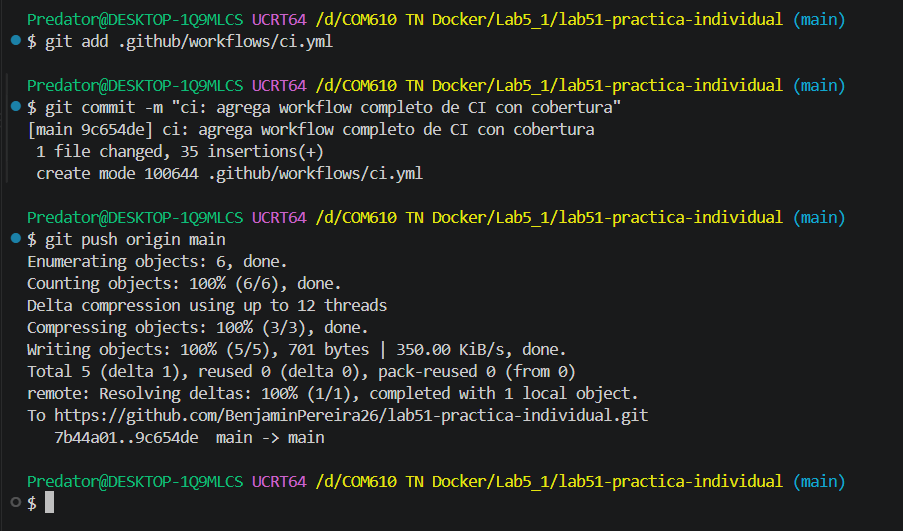 Predator@DESKTOP-1Q9MLCS UCRT64 /d/COM610 TN Docker/Lab5_1/lab51-practica-individual (main)
$ git add .github/workflows/ci.yml
Predator@DESKTOP-1Q9MLCS UCRT64 /d/COM610 TN Docker/Lab5_1/lab51-practica-individual (main)
$ git commit -m "ci: agrega workflow completo de CI con cobertura"
[main 9c654de] ci: agrega workflow completo de CI con cobertura
 1 file changed, 35 insertions(+)
 create mode 100644 .github/workflows/ci.yml
Predator@DESKTOP-1Q9MLCS UCRT64 /d/COM610 TN Docker/Lab5_1/lab51-practica-individual (main)
$ git push origin main
Enumerating objects: 6, done.
Counting objects: 100% (6/6), done.
Delta compression using up to 12 threads
Compressing objects: 100% (3/3), done.
Writing objects: 100% (5/5), 701 bytes | 350.00 KiB/s, done.
Total 5 (delta 1), reused 0 (delta 0), pack-reused 0 (from 0)
remote: Resolving deltas: 100% (1/1), completed with 1 local object.
To https://github.com/BenjaminPereira26/lab51-practica-individual.git
   7b44a01..9c654de  main -> main
Predator@DESKTOP-1Q9MLCS UCRT64 /d/COM610 TN Docker/Lab5_1/lab51-practica-individual (main)
$